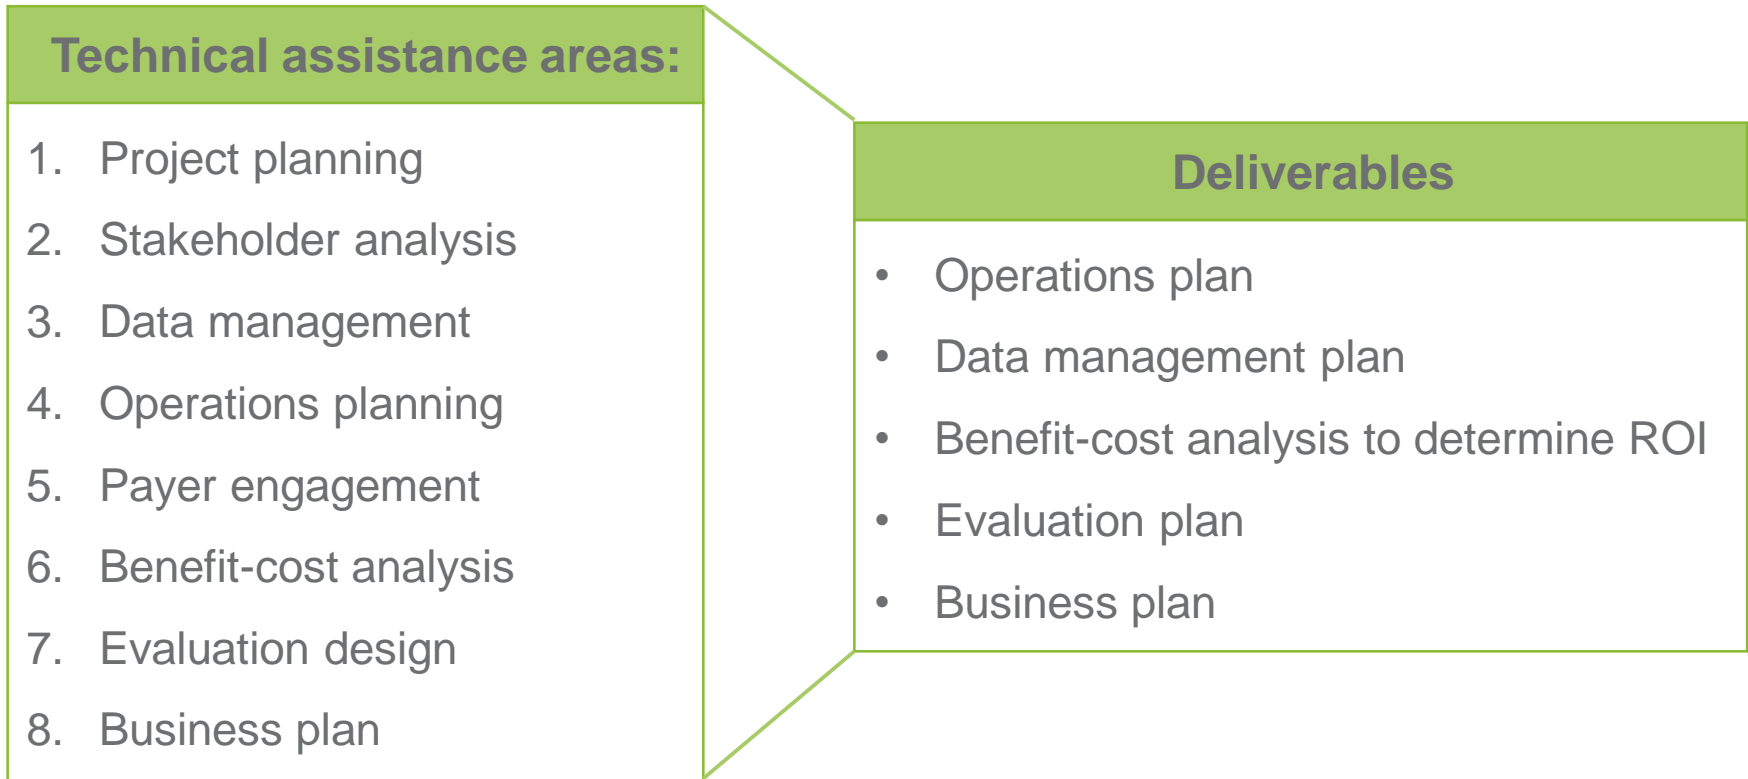 Technical assistance areas:
1. Project planning
2. Stakeholder analysis
3. Data management
4. Operations planning
5. Payer engagement
6. Benefit-cost analysis
7. Evaluation design
8. Business plan
Deliverables
• Operations plan
• Data management plan
• Benefit-cost analysis to determine ROI
• Evaluation plan
• Business plan